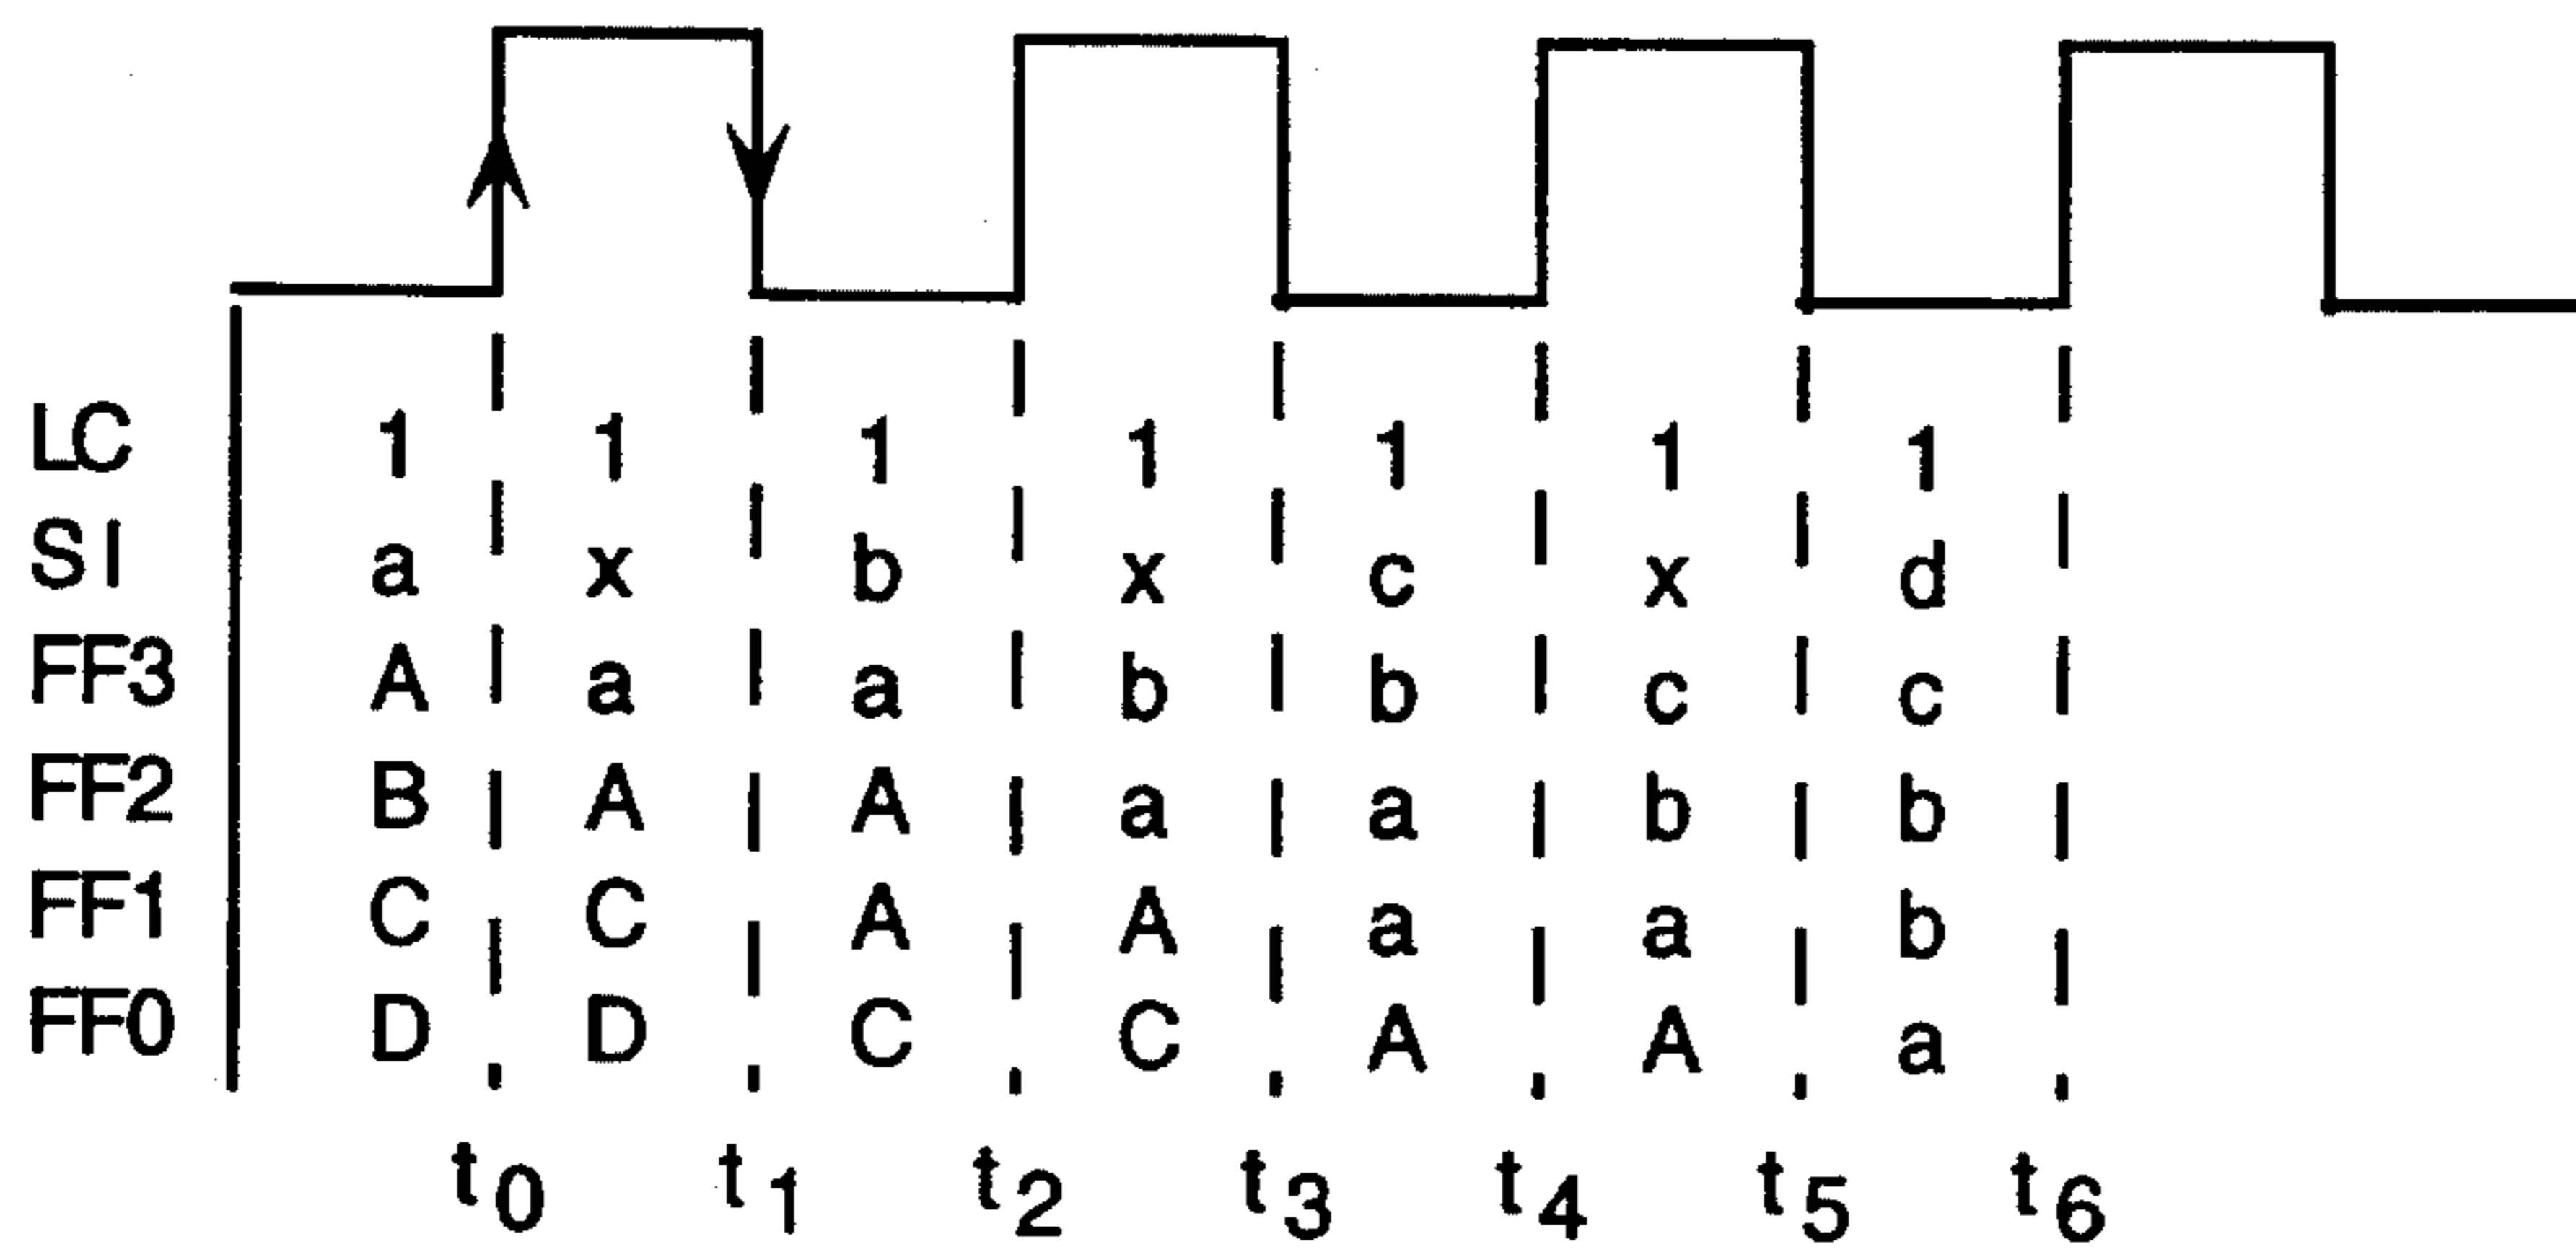 LC 1 1 1 1 1 1 1
SI a x b x c x d
FF3 A a a b b c c
FF2 B A A a a b b
FF1 C C A A a a b
FF0 D D C C A A a
t0 t1 t2 t3 t4 t5 t6